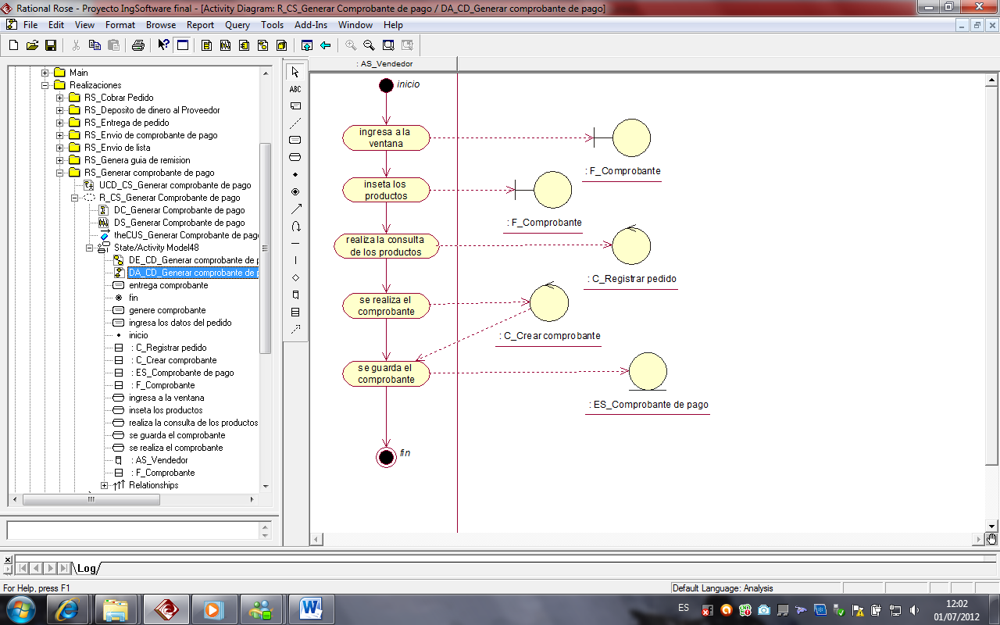 Rational Rose - Proyecto IngSoftware final - [Activity Diagram: R_CS_Generar Comprobante de pago / DA_CD_Generar comprobante de pago]
File Edit View Format Browse Report Query Tools Add-Ins Window Help
Main
Realizaciones
RS_Cobrar Pedido
RS_Deposito de dinero al Proveedor
RS_Entrega de pedido
RS_Envio de comprobante de pago
RS_Envio de lista
RS_Genera guia de remision
RS_Generar comprobante de pago
UCD_CS_Generar comprobante de pago
R_CS_Generar Comprobante de pago
DC_Generar Comprobante de pago
DS_Generar Comprobante de pago
theCUS_Generar Comprobante de pago
State/Activity Model48
DE_CD_Generar comprobante de p
DA_CD_Generar comprobante de p
entrega comprobante
fin
genere comprobante
ingresa los datos del pedido
inicio
: C_Registrar pedido
: C_Crear comprobante
: ES_Comprobante de pago
: F_Comprobante
ingresa a la ventana
inseta los productos
realiza la consulta de los productos
se guarda el comprobante
se realiza el comprobante
: AS_Vendedor
: F_Comprobante
Relationships
ABC
: AS_Vendedor
inicio
ingresa a la
ventana
: F_Comprobante
inseta los
productos
: F_Comprobante
realiza la consulta
de los productos
: C_Registrar pedido
se realiza el
comprobante
: C_Crear comprobante
se guarda el
comprobante
: ES_Comprobante de pago
fin
Log
For Help, press F1
Default Language: Analysis
ES
12:02
01/07/2012